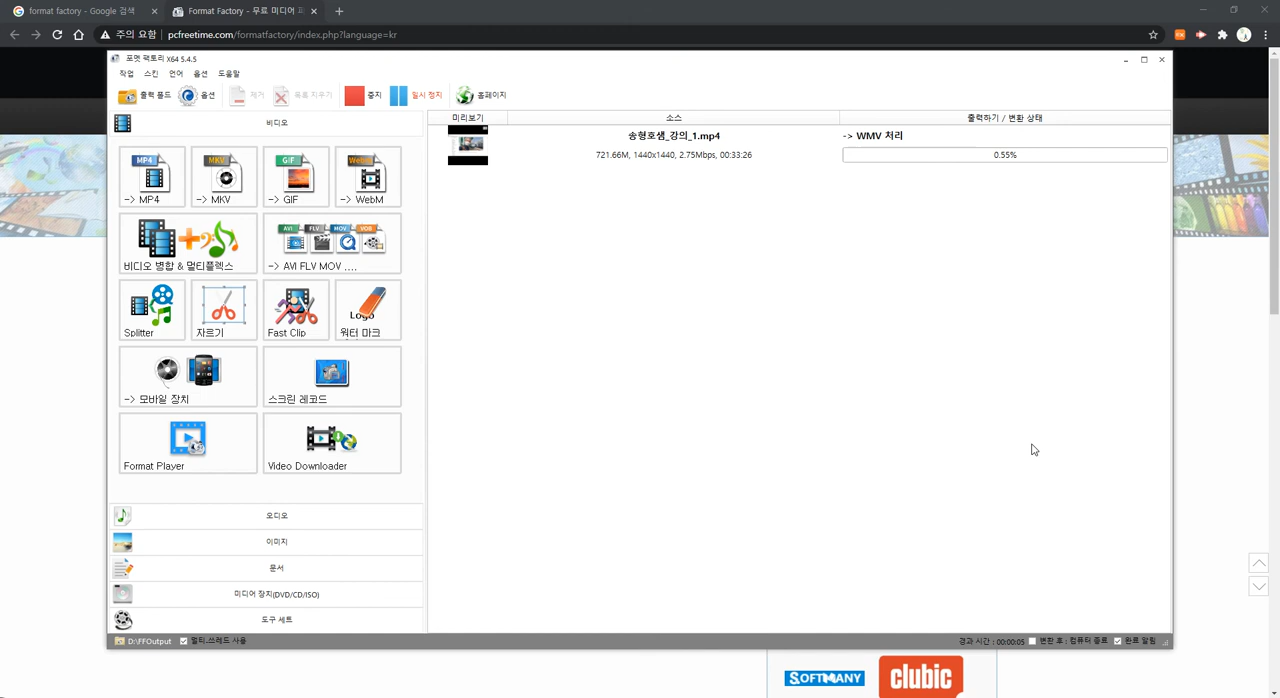 format factory - Google 검색
Format Factory - 무료 미디어 파
주의 요함
pcfreetime.com/formatfactory/index.php?language=kr
포멧 팩토리 X64 5.4.5
작업 스킨 언어 옵션 도움말
출력 폴드 옵션 제거 목록 지우기 중지 일시 정지 홈페이지
비디오
미리보기 소스 출력하기 / 변환 상태
송형호샘_강의_1.mp4
-> WMV 처리
721.66M, 1440x1440, 2.75Mbps, 00:33:26
0.55%
MP4 MKV GIF WebM
-> MP4 -> MKV -> GIF -> WebM
AVI FLV MOV VOB
비디오 병합 & 멀티플렉스 -> AVI FLV MOV ....
Logo
Splitter 자르기 Fast Clip 워터 마크
-> 모바일 장치 스크린 레코드
Format Player Video Downloader
오디오
이미지
문서
미디어 장치(DVD/CD/ISO)
도구 세트
D:\FFOutput 멀티-쓰레드 사용
경과 시간 : 00:00:05 변환 후 : 컴퓨터 종료 완료 알림
SOFTMANY
clubic